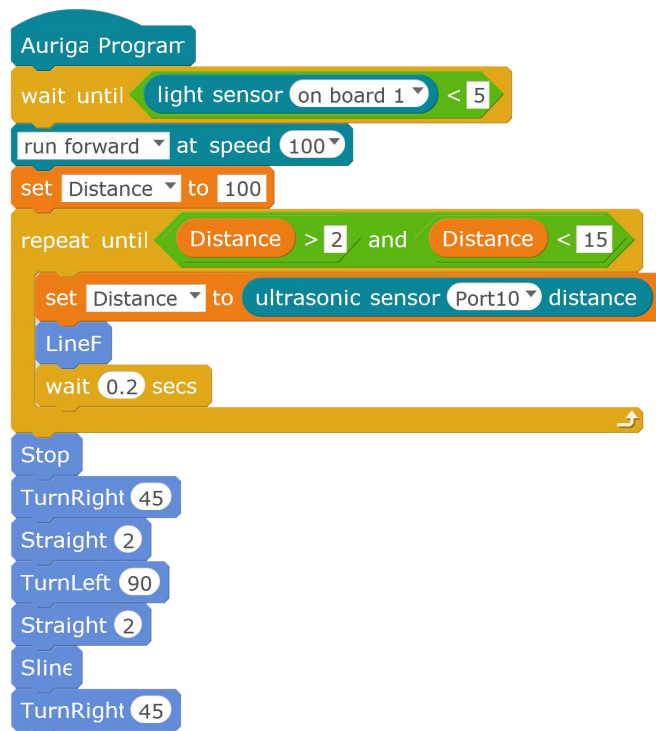 Auriga Program
wait until light sensor on board 1 < 5
run forward at speed 100
set Distance to 100
repeat until Distance > 2 and Distance < 15
set Distance to ultrasonic sensor Port10 distance
LineF
wait 0.2 secs
Stop
TurnRight 45
Straight 2
TurnLeft 90
Straight 2
Sline
TurnRight 45